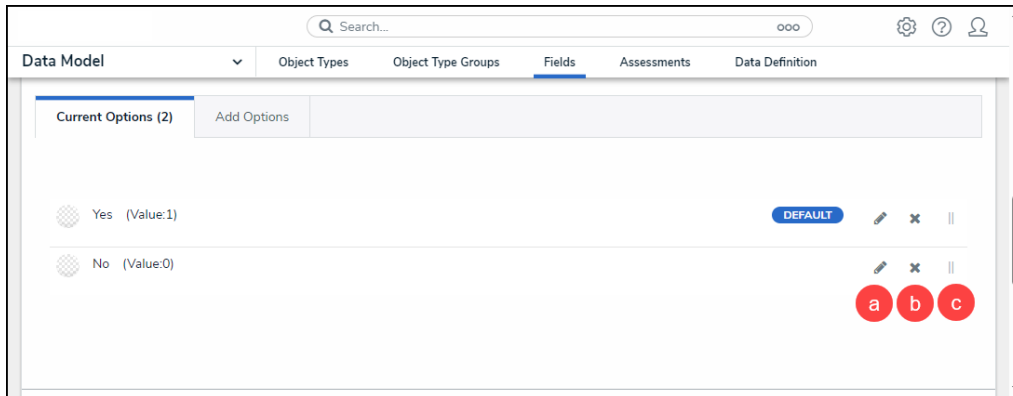 Search...
Data Model Object Types Object Type Groups Fields Assessments Data Definition
Current Options (2) Add Options
Yes (Value:1) DEFAULT
No (Value:0)
a b c